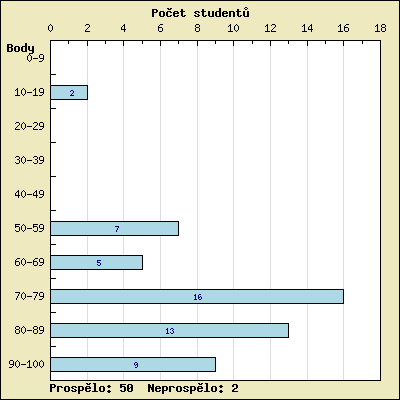 Počet studentů
0 2 4 6 8 10 12 14 16 18
Body
0-9
10-19 2
20-29
30-39
40-49
50-59 7
60-69 5
70-79 16
80-89 13
90-100 9
Prospělo: 50 Neprospělo: 2